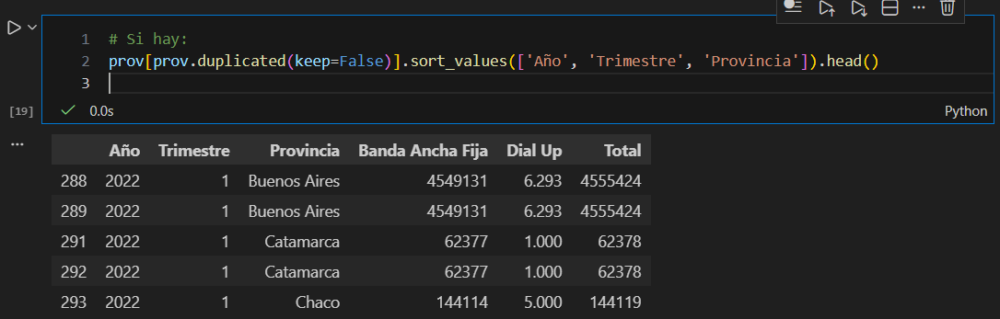 1 # Si hay:
2 prov[prov.duplicated(keep=False)].sort_values(['Año', 'Trimestre', 'Provincia']).head()
3
[19]
0.0s
Python
Año Trimestre Provincia Banda Ancha Fija Dial Up Total
288 2022 1 Buenos Aires 4549131 6.293 4555424
289 2022 1 Buenos Aires 4549131 6.293 4555424
291 2022 1 Catamarca 62377 1.000 62378
292 2022 1 Catamarca 62377 1.000 62378
293 2022 1 Chaco 144114 5.000 144119